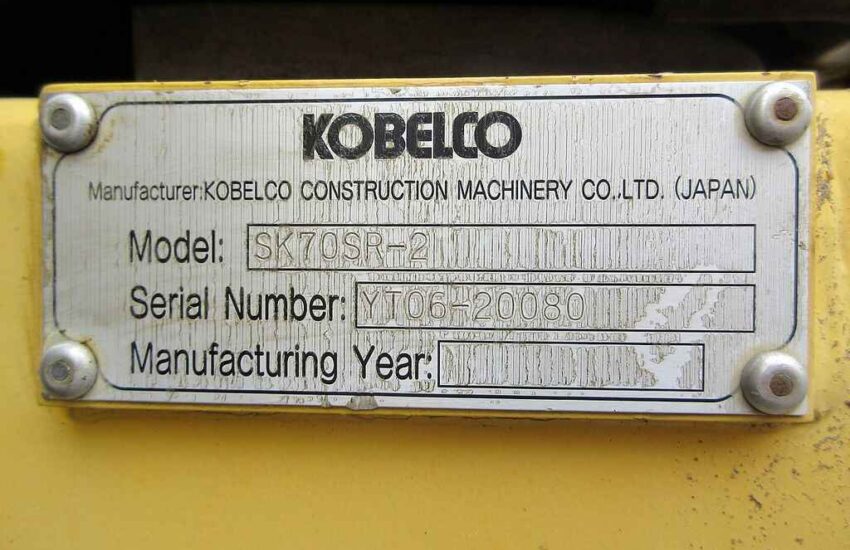 KOBELCO
Manufacturer:KOBELCO CONSTRUCTION MACHINERY CO.,LTD. (JAPAN)
Model: SK70SR-2
Serial Number: YT06-20080
Manufacturing Year: